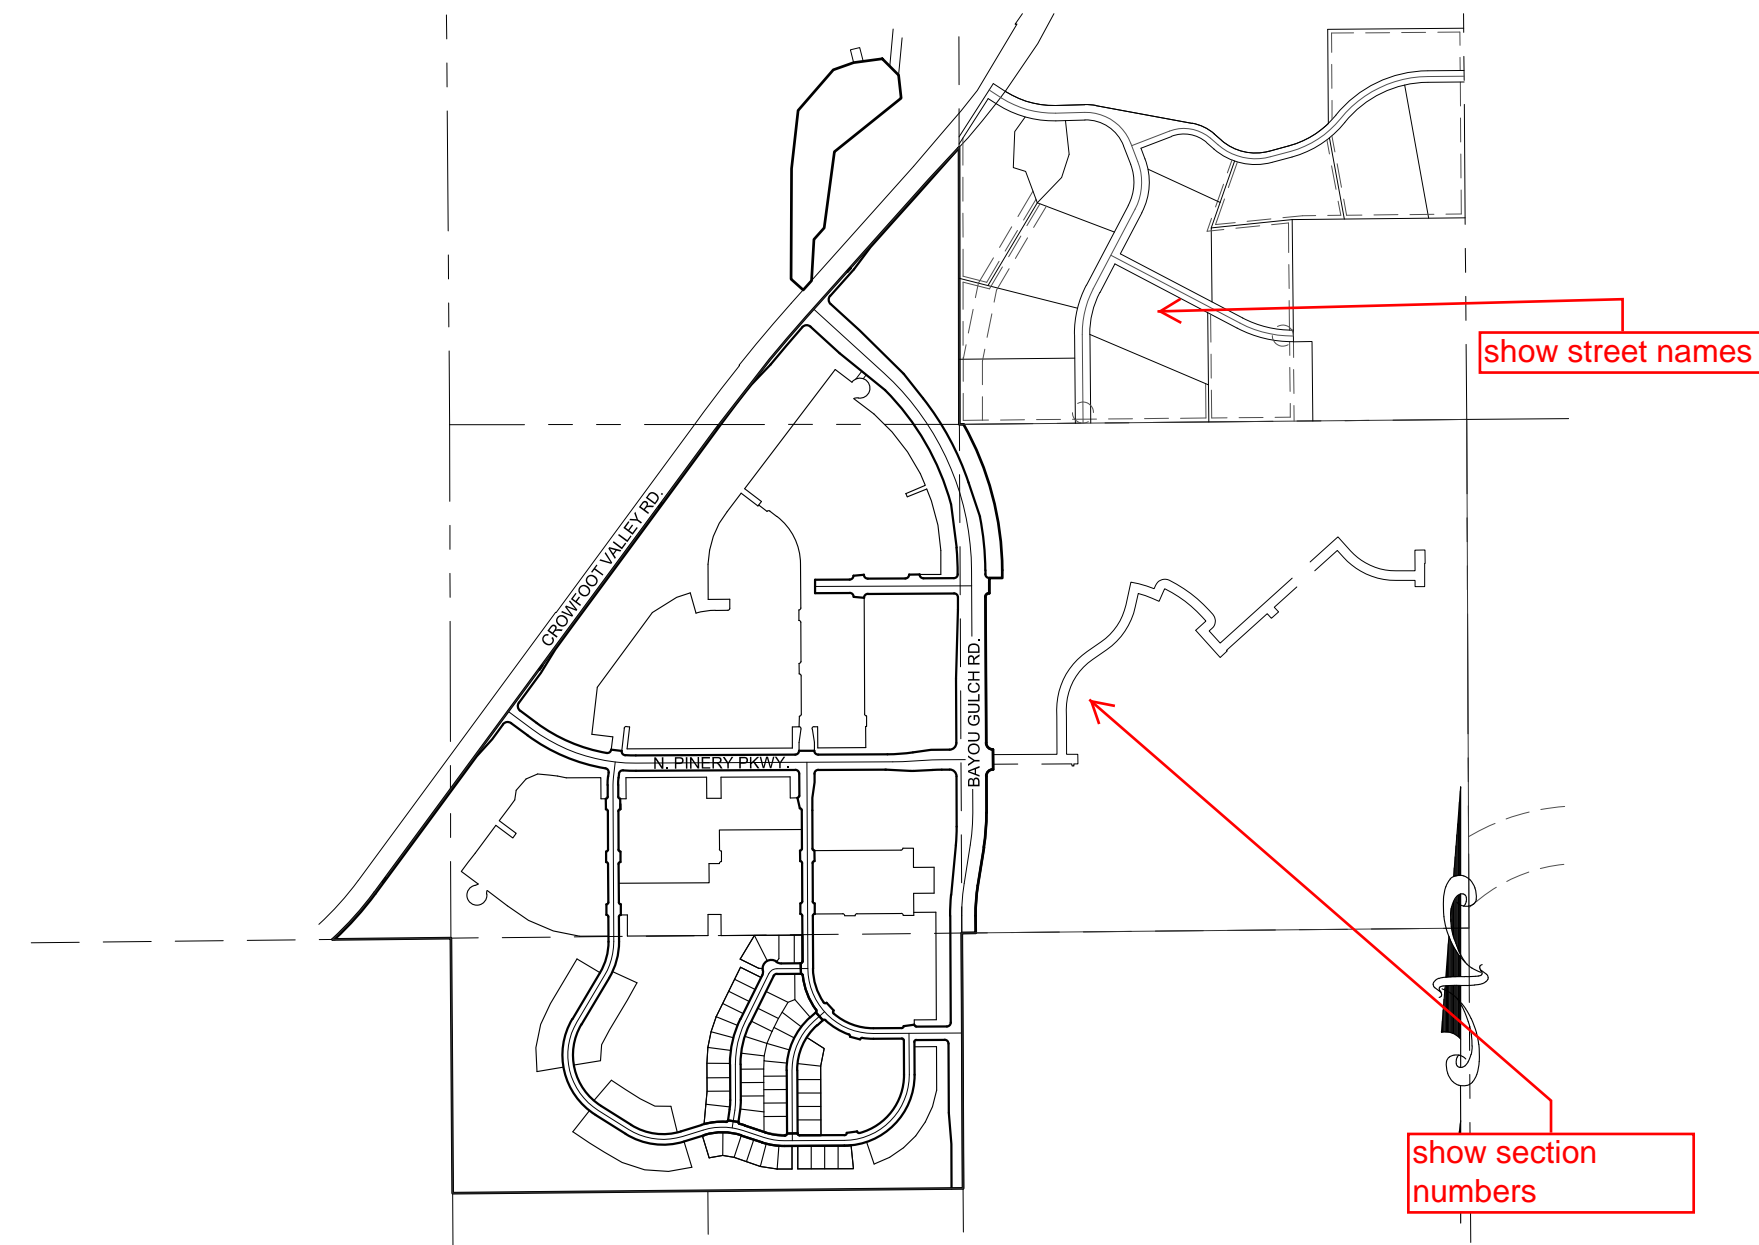 show street names
CROWFOOT VALLEY RD.
BAYOU GULCH RD.
N. PINERY PKWY.
show section
numbers